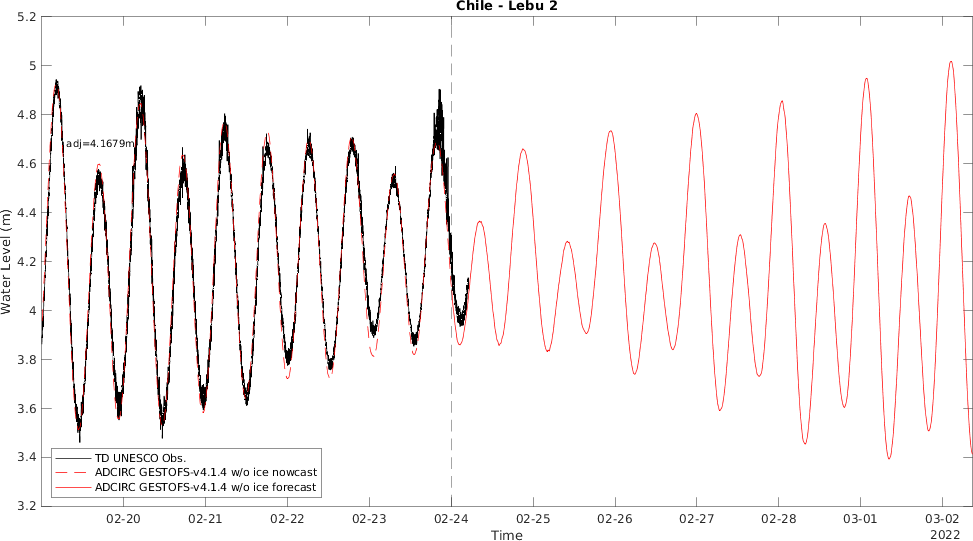 Chile - Lebu 2
5.2
5
4.8
4.6
4.4
4.2
4
3.8
3.6
3.4
3.2
Water Level (m)
adj=4.1679m
TD UNESCO Obs.
ADCIRC GESTOFS-v4.1.4 w/o ice nowcast
ADCIRC GESTOFS-v4.1.4 w/o ice forecast
02-20 02-21 02-22 02-23 02-24 02-25 02-26 02-27 02-28 03-01 03-02
2022
Time